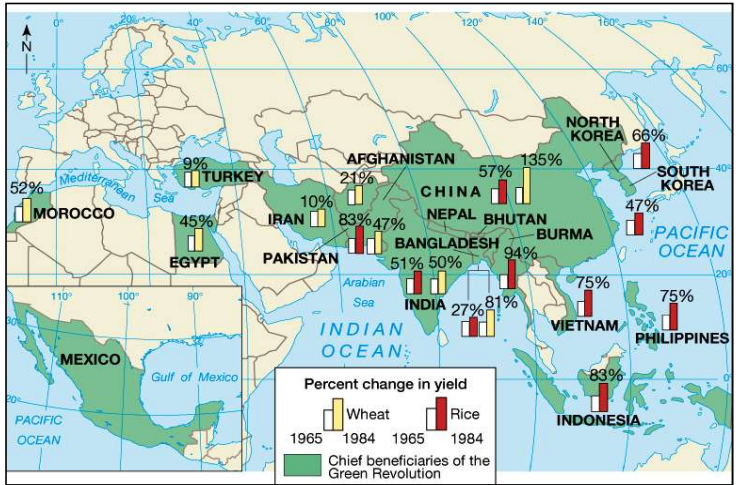 N
0°
20°
60°
80°
100°
120°
140°
160°
60°
40°
20°
0°
NORTH
KOREA
66%
SOUTH
KOREA
47%
PACIFIC
OCEAN
9%
TURKEY
Mediterranean
Sea
52%
MOROCCO
45%
EGYPT
AFGHANISTAN
21%
10%
IRAN
83%
47%
PAKISTAN
57%
135%
CHINA
NEPAL
BHUTAN
BANGLADESH
BURMA
94%
Arabian
Sea
51%
50%
INDIA
27%
81%
75%
VIETNAM
75%
PHILIPPINES
83%
INDONESIA
INDIAN
OCEAN
110°
100°
90°
30°
20°
MEXICO
Gulf of Mexico
PACIFIC
OCEAN
Percent change in yield
Wheat
Rice
1965 1984 1965 1984
Chief beneficiaries of the
Green Revolution